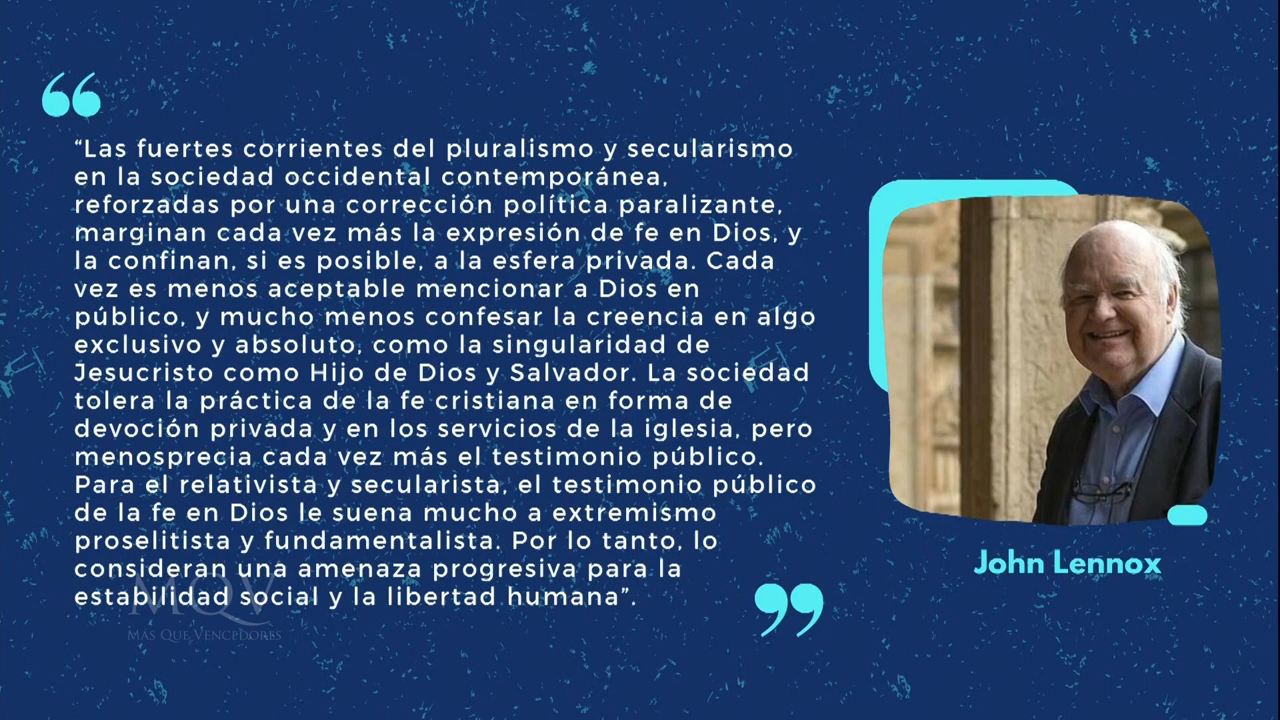 “Las fuertes corrientes del pluralismo y secularismo
en la sociedad occidental contemporánea,
reforzadas por una corrección política paralizante,
marginan cada vez más la expresión de fe en Dios, y
la confinan, si es posible, a la esfera privada. Cada
vez es menos aceptable mencionar a Dios en
público, y mucho menos confesar la creencia en algo
exclusivo y absoluto, como la singularidad de
Jesucristo como Hijo de Dios y Salvador. La sociedad
tolera la práctica de la fe cristiana en forma de
devoción privada y en los servicios de la iglesia, pero
menosprecia cada vez más el testimonio público.
Para el relativista y secularista, el testimonio público
de la fe en Dios le suena mucho a extremismo
proselitista y fundamentalista. Por lo tanto, lo
consideran una amenaza progresiva para la
estabilidad social y la libertad humana”.
MQV
Más Que Vencedores
John Lennox